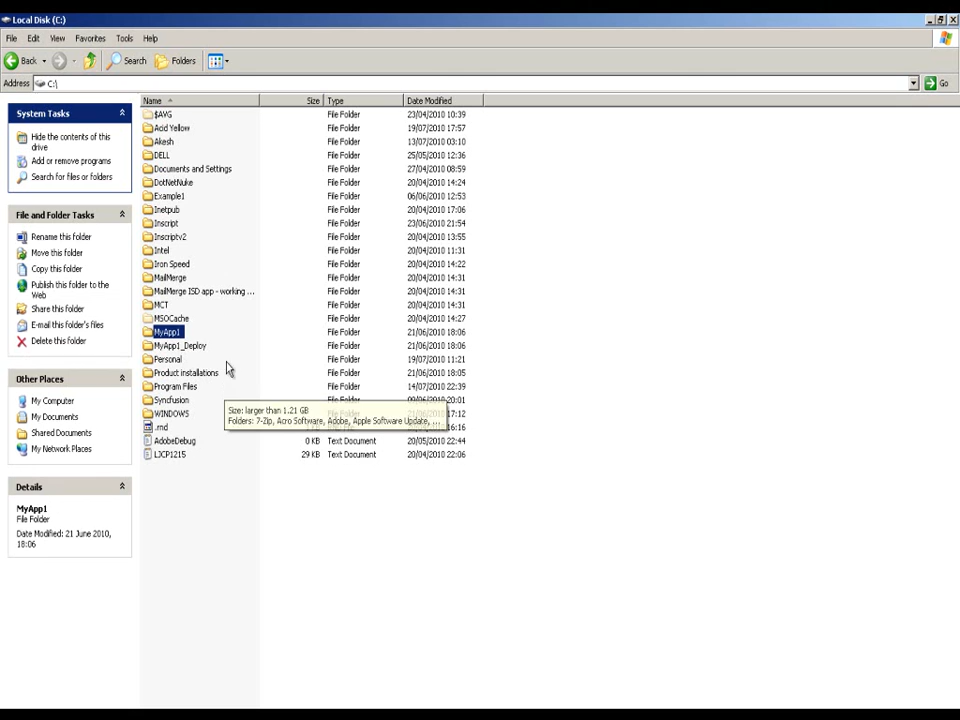 Local Disk (C:)
File Edit View Favorites Tools Help
Back Search Folders
Address C:\ Go
System Tasks
Hide the contents of this
drive
Add or remove programs
Search for files or folders
File and Folder Tasks
Rename this folder
Move this folder
Copy this folder
Publish this folder to the
Web
Share this folder
E-mail this folder's files
Delete this folder
Other Places
My Computer
My Documents
Shared Documents
My Network Places
Details
MyApp1
File Folder
Date Modified: 21 June 2010,
18:06
Name Size Type Date Modified
$AVG File Folder 23/04/2010 10:39
Acid Yellow File Folder 19/07/2010 17:57
Akesh File Folder 13/07/2010 03:10
DELL File Folder 25/05/2010 12:36
Documents and Settings File Folder 27/04/2010 08:59
DotNetNuke File Folder 20/04/2010 14:24
Example1 File Folder 06/06/2010 12:53
Inetpub File Folder 20/04/2010 17:06
Inscript File Folder 23/06/2010 21:54
Inscriptv2 File Folder 20/04/2010 13:55
Intel File Folder 20/04/2010 11:31
Iron Speed File Folder 20/04/2010 14:22
MailMerge File Folder 20/04/2010 14:31
MailMerge ISD app - working ... File Folder 20/04/2010 14:31
MCT File Folder 20/04/2010 14:31
MSOCache File Folder 20/04/2010 14:27
MyApp1 File Folder 21/06/2010 18:06
MyApp1_Deploy File Folder 21/06/2010 18:06
Personal File Folder 19/07/2010 11:21
Product installations File Folder 21/06/2010 18:05
Program Files File Folder 14/07/2010 22:39
Syncfusion 20:01
WINDOWS 17:12
.rnd 16:16
Size: larger than 1.21 GB
Folders: 7-Zip, Acro Software, Adobe, Apple Software Update, ...
AdobeDebug 0 KB Text Document 20/05/2010 22:44
LJCP1215 29 KB Text Document 20/04/2010 22:06